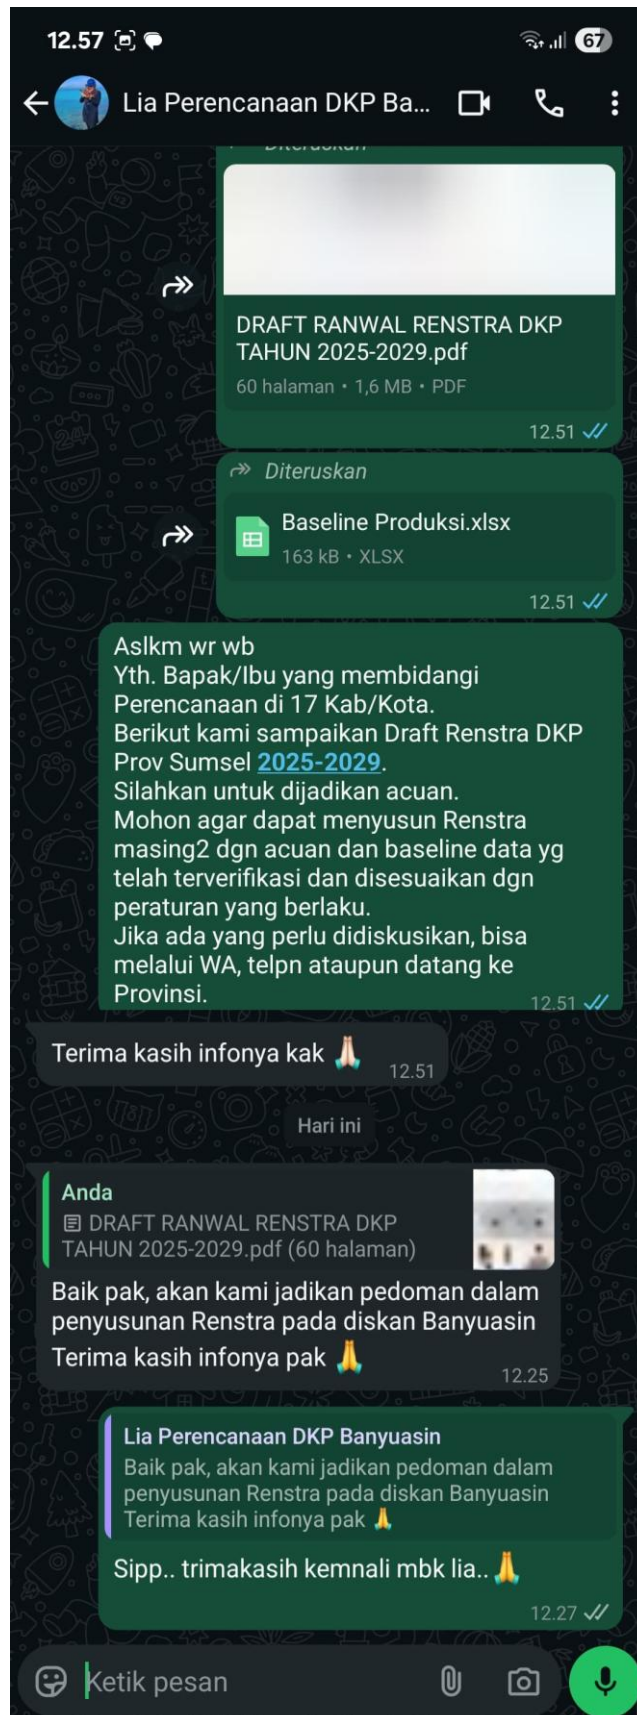 12.57
67
Lia Perencanaan DKP Ba...
Diteruskan
DRAFT RANWAL RENSTRA DKP
TAHUN 2025-2029.pdf
60 halaman • 1,6 MB • PDF
12.51
Diteruskan
Baseline Produksi.xlsx
163 kB • XLSX
12.51
Aslkm wr wb
Yth. Bapak/Ibu yang membidangi
Perencanaan di 17 Kab/Kota.
Berikut kami sampaikan Draft Renstra DKP
Prov Sumsel 2025-2029.
Silahkan untuk dijadikan acuan.
Mohon agar dapat menyusun Renstra
masing2 dgn acuan dan baseline data yg
telah terverifikasi dan disesuaikan dgn
peraturan yang berlaku.
Jika ada yang perlu didiskusikan, bisa
melalui WA, telpn ataupun datang ke
Provinsi.
12.51
Terima kasih infonya kak 🙏🏻
12.51
Hari ini
Anda
DRAFT RANWAL RENSTRA DKP
TAHUN 2025-2029.pdf (60 halaman)
Baik pak, akan kami jadikan pedoman dalam
penyusunan Renstra pada diskan Banyuasin
Terima kasih infonya pak 🙏
12.25
Lia Perencanaan DKP Banyuasin
Baik pak, akan kami jadikan pedoman dalam
penyusunan Renstra pada diskan Banyuasin
Terima kasih infonya pak 🙏
Sipp.. trimakasih kemnali mbk lia.. 🙏
12.27
Ketik pesan